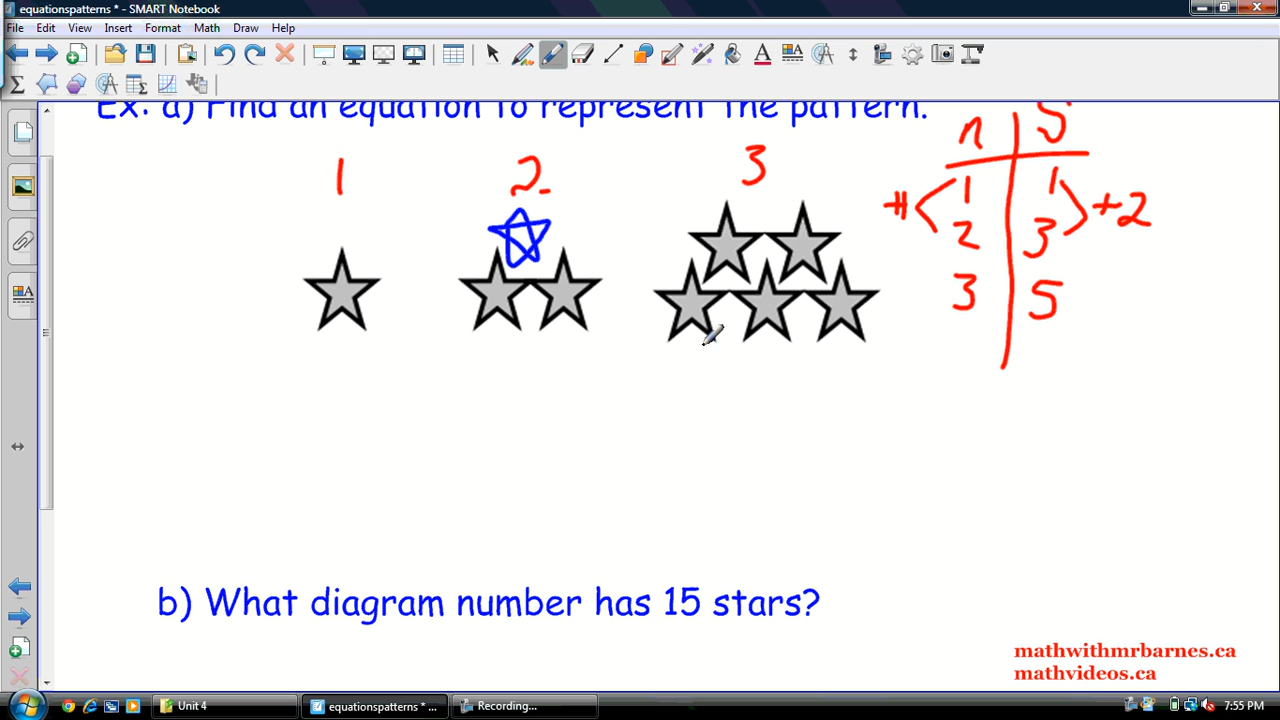 equationspatterns * - SMART Notebook
File Edit View Insert Format Math Draw Help
Ex: a) Find an equation to represent the pattern.
1 2 3
n S
+1 1 1 +2
2 3
3 5
b) What diagram number has 15 stars?
mathwithmrbarnes.ca
mathvideos.ca
Unit 4 equationspatterns * ... Recording... 7:55 PM